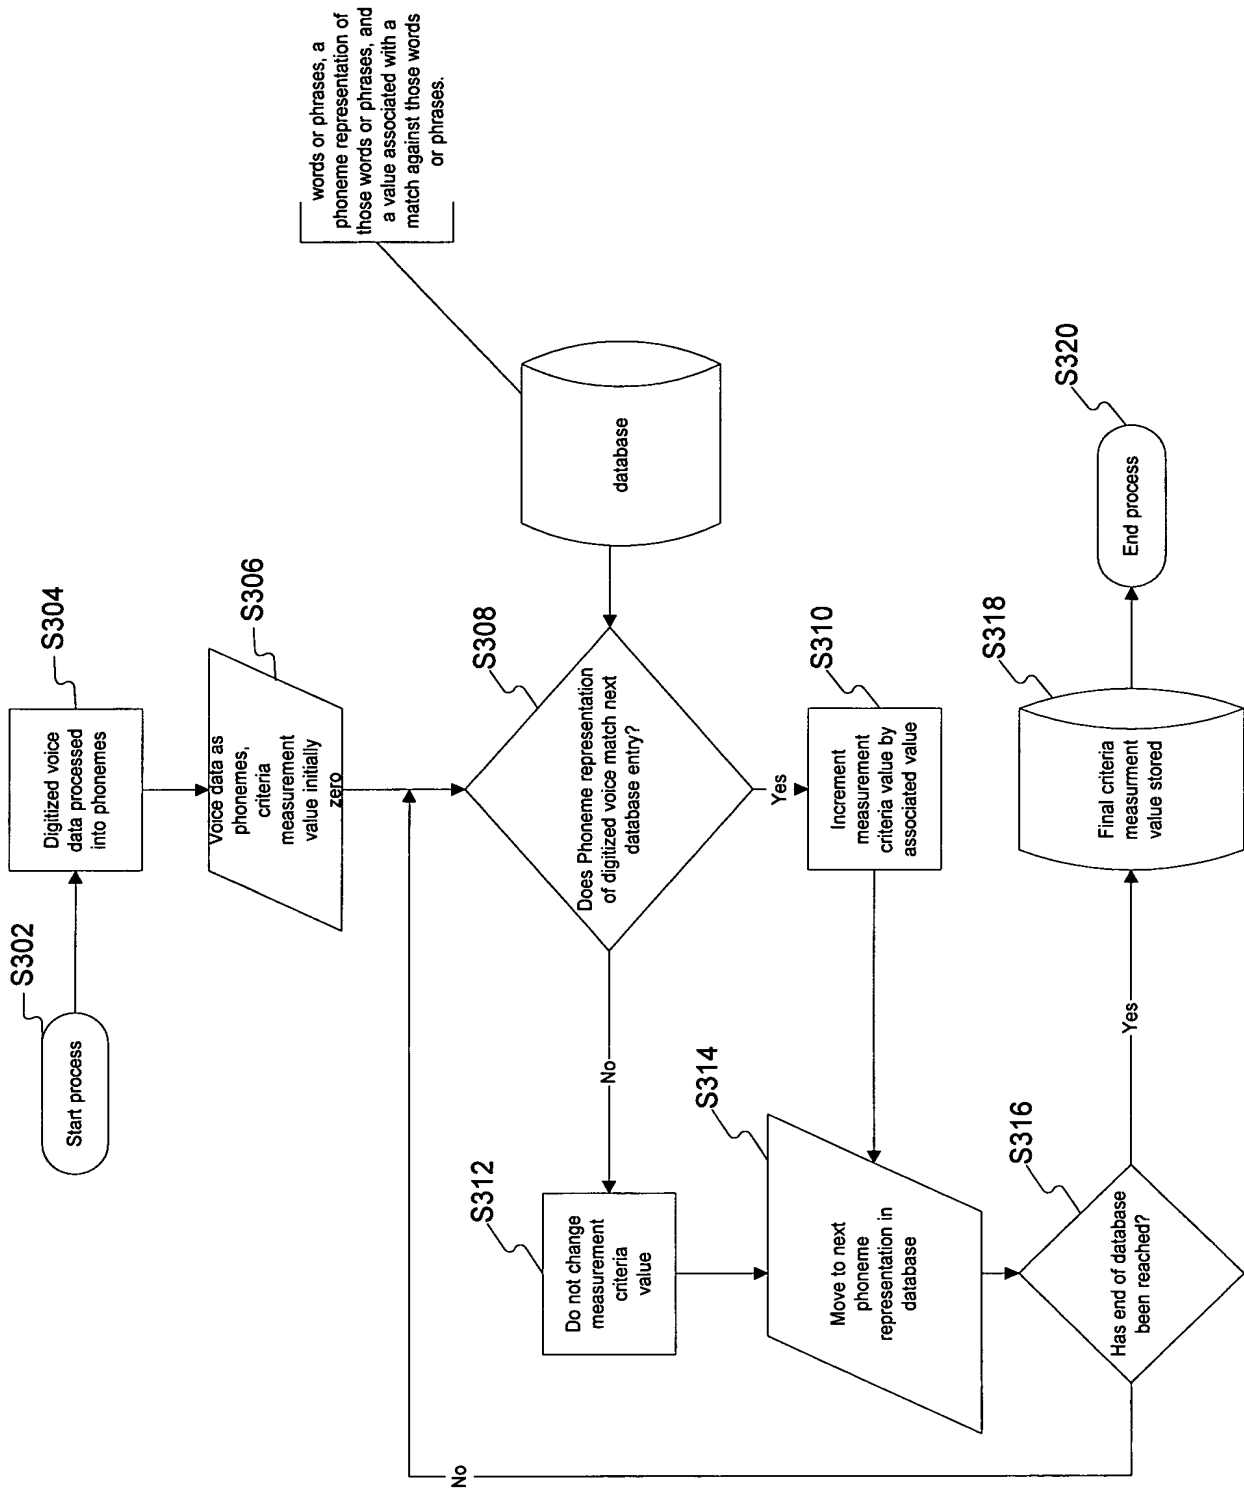 S302
Start process
S304
Digitized voice
data processed
into phonemes
S306
Voice data as
phonemes,
criteria
measurement
value initially
zero
words or phrases, a
phoneme representation of
those words or phrases, and
a value associated with a
match against those words
or phrases.
database
S308
Does Phoneme representation
of digitized voice match next
database entry?
No
Yes
S310
Increment
measurement
criteria value by
associated value
S312
Do not change
measurement
criteria
value
S314
Move to next
phoneme
representation in
database
S316
Has end of database
been reached?
No
Yes
S318
Final criteria
measurment
value stored
S320
End process